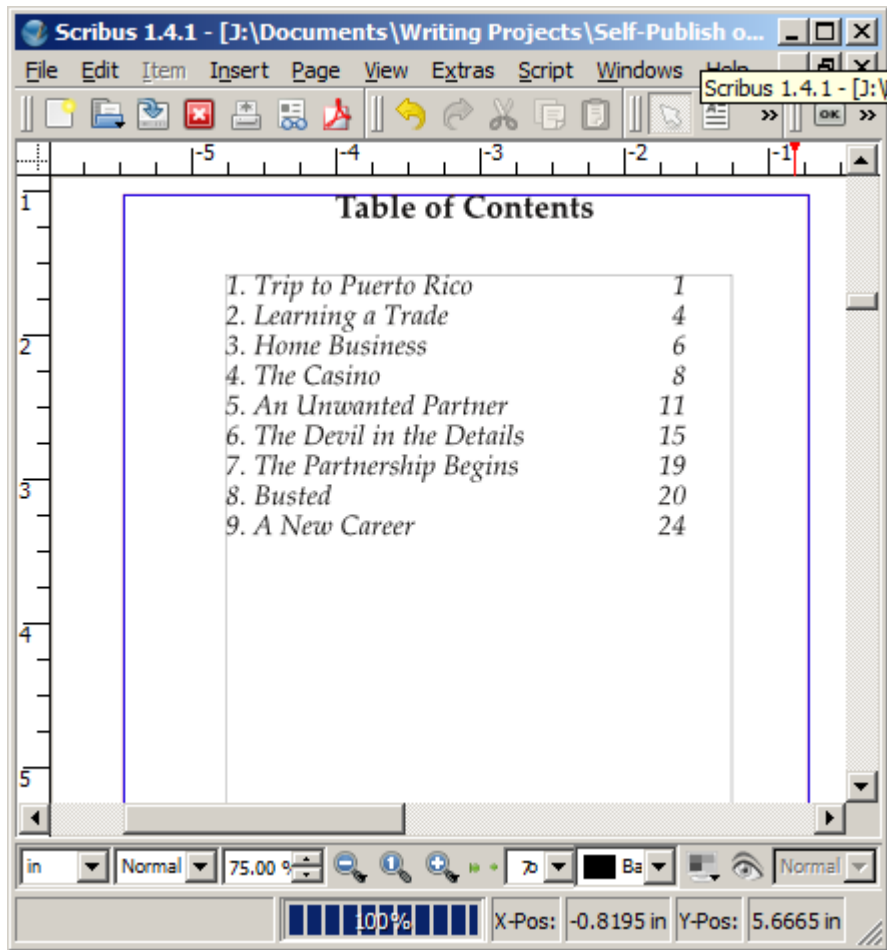 Scribus 1.4.1 - [J:\Documents\Writing Projects\Self-Publish o...
File Edit Item Insert Page View Extras Script Windows
Scribus 1.4.1 - [J:\
OK
-5 -4 -3 -2 -1
1
Table of Contents
1. Trip to Puerto Rico 1
2. Learning a Trade 4
2
3. Home Business 6
4. The Casino 8
5. An Unwanted Partner 11
6. The Devil in the Details 15
7. The Partnership Begins 19
3
8. Busted 20
9. A New Career 24
4
5
in Normal 75.00 % Ba Normal
100% X-Pos: -0.8195 in Y-Pos: 5.6665 in